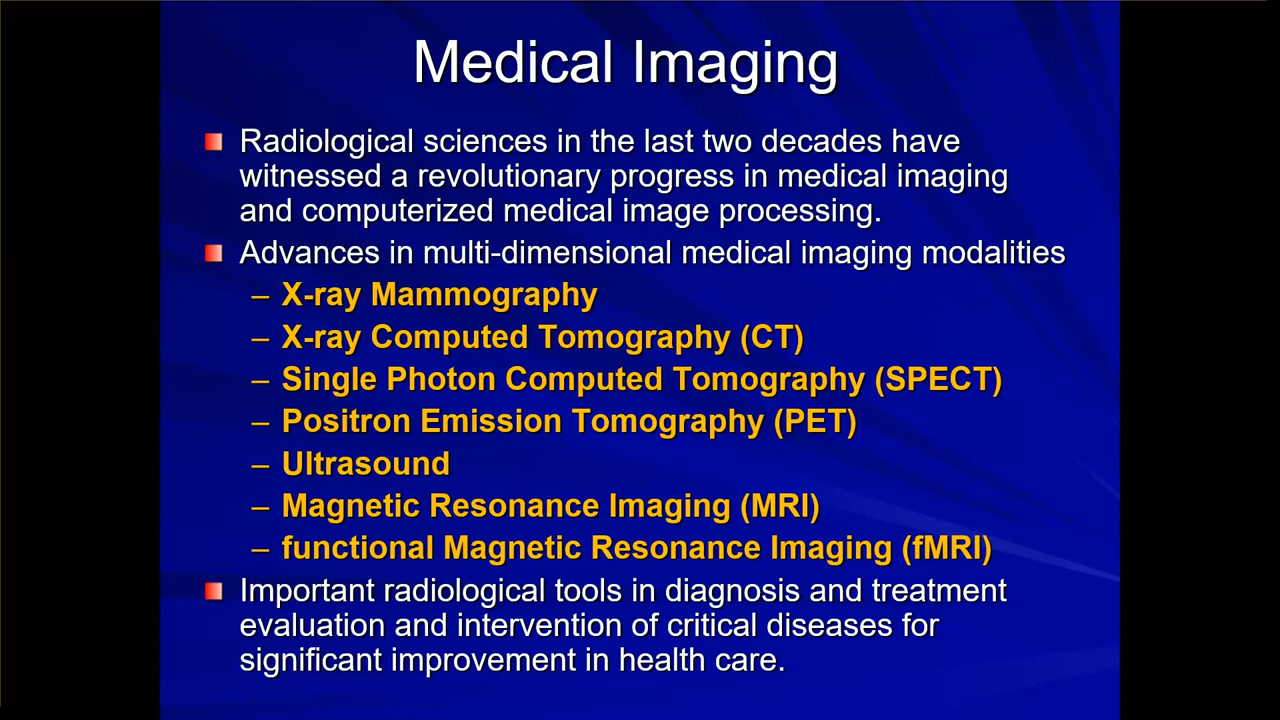 Medical Imaging
Radiological sciences in the last two decades have
witnessed a revolutionary progress in medical imaging
and computerized medical image processing.
Advances in multi-dimensional medical imaging modalities
– X-ray Mammography
– X-ray Computed Tomography (CT)
– Single Photon Computed Tomography (SPECT)
– Positron Emission Tomography (PET)
– Ultrasound
– Magnetic Resonance Imaging (MRI)
– functional Magnetic Resonance Imaging (fMRI)
Important radiological tools in diagnosis and treatment
evaluation and intervention of critical diseases for
significant improvement in health care.